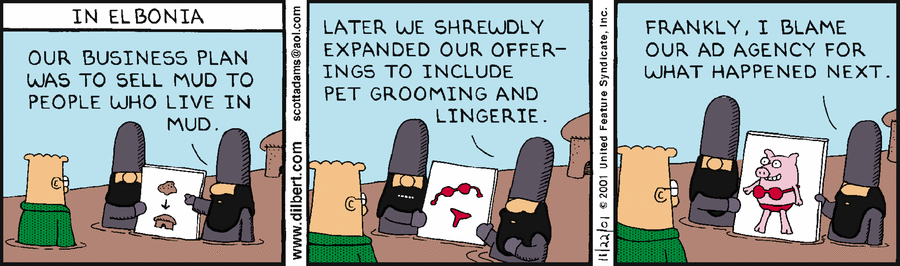 IN ELBONIA
OUR BUSINESS PLAN
WAS TO SELL MUD TO
PEOPLE WHO LIVE IN
MUD.
www.dilbert.com scottadams@aol.com
LATER WE SHREWDLY
EXPANDED OUR OFFER-
INGS TO INCLUDE
PET GROOMING AND
LINGERIE.
11/22/01 © 2001 United Feature Syndicate, Inc.
FRANKLY, I BLAME
OUR AD AGENCY FOR
WHAT HAPPENED NEXT.